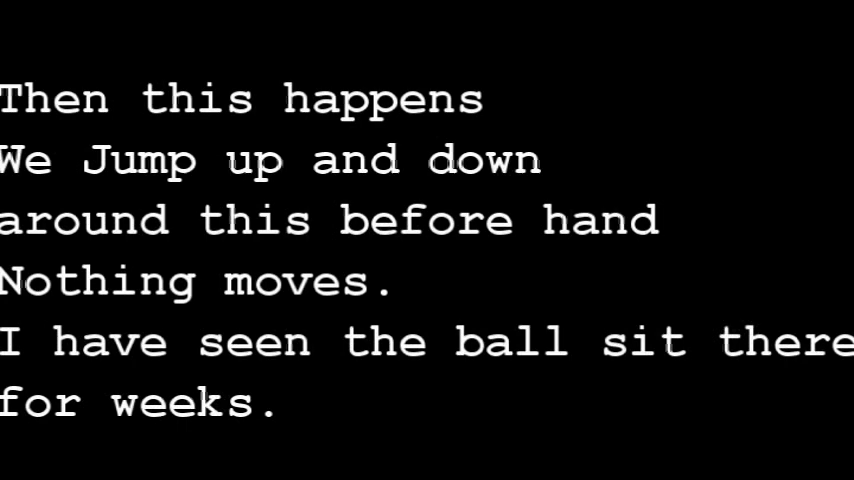 Then this happens
We Jump up and down
around this before hand
Nothing moves.
I have seen the ball sit there
for weeks.